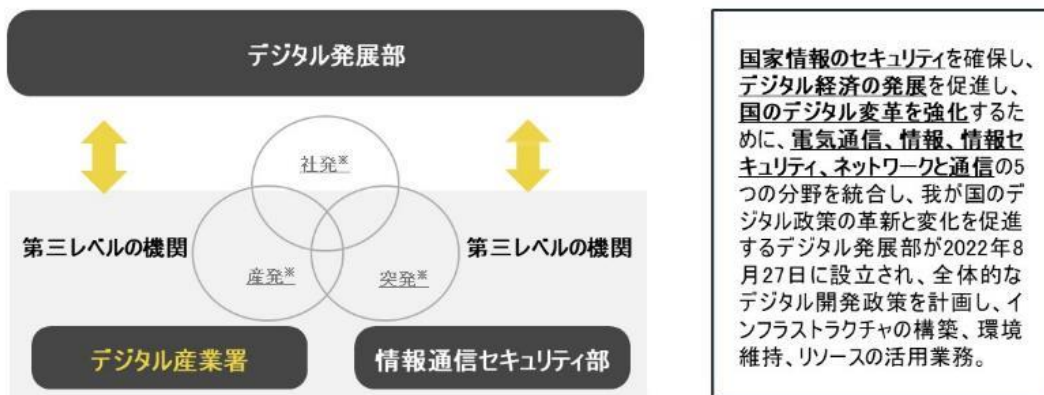 デジタル発展部
社発※
第三レベルの機関
第三レベルの機関
産発※
突発※
デジタル産業署
情報通信セキュリティ部
国家情報のセキュリティを確保し、
デジタル経済の発展を促進し、
国のデジタル変革を強化するた
めに、電気通信、情報、情報セ
キュリティ、ネットワークと通信の5
つの分野を統合し、我が国のデ
ジタル政策の革新と変化を促進
するデジタル発展部が2022年8
月27日に設立され、全体的な
デジタル開発政策を計画し、イ
ンフラストラクチャの構築、環境
維持、リソースの活用業務。